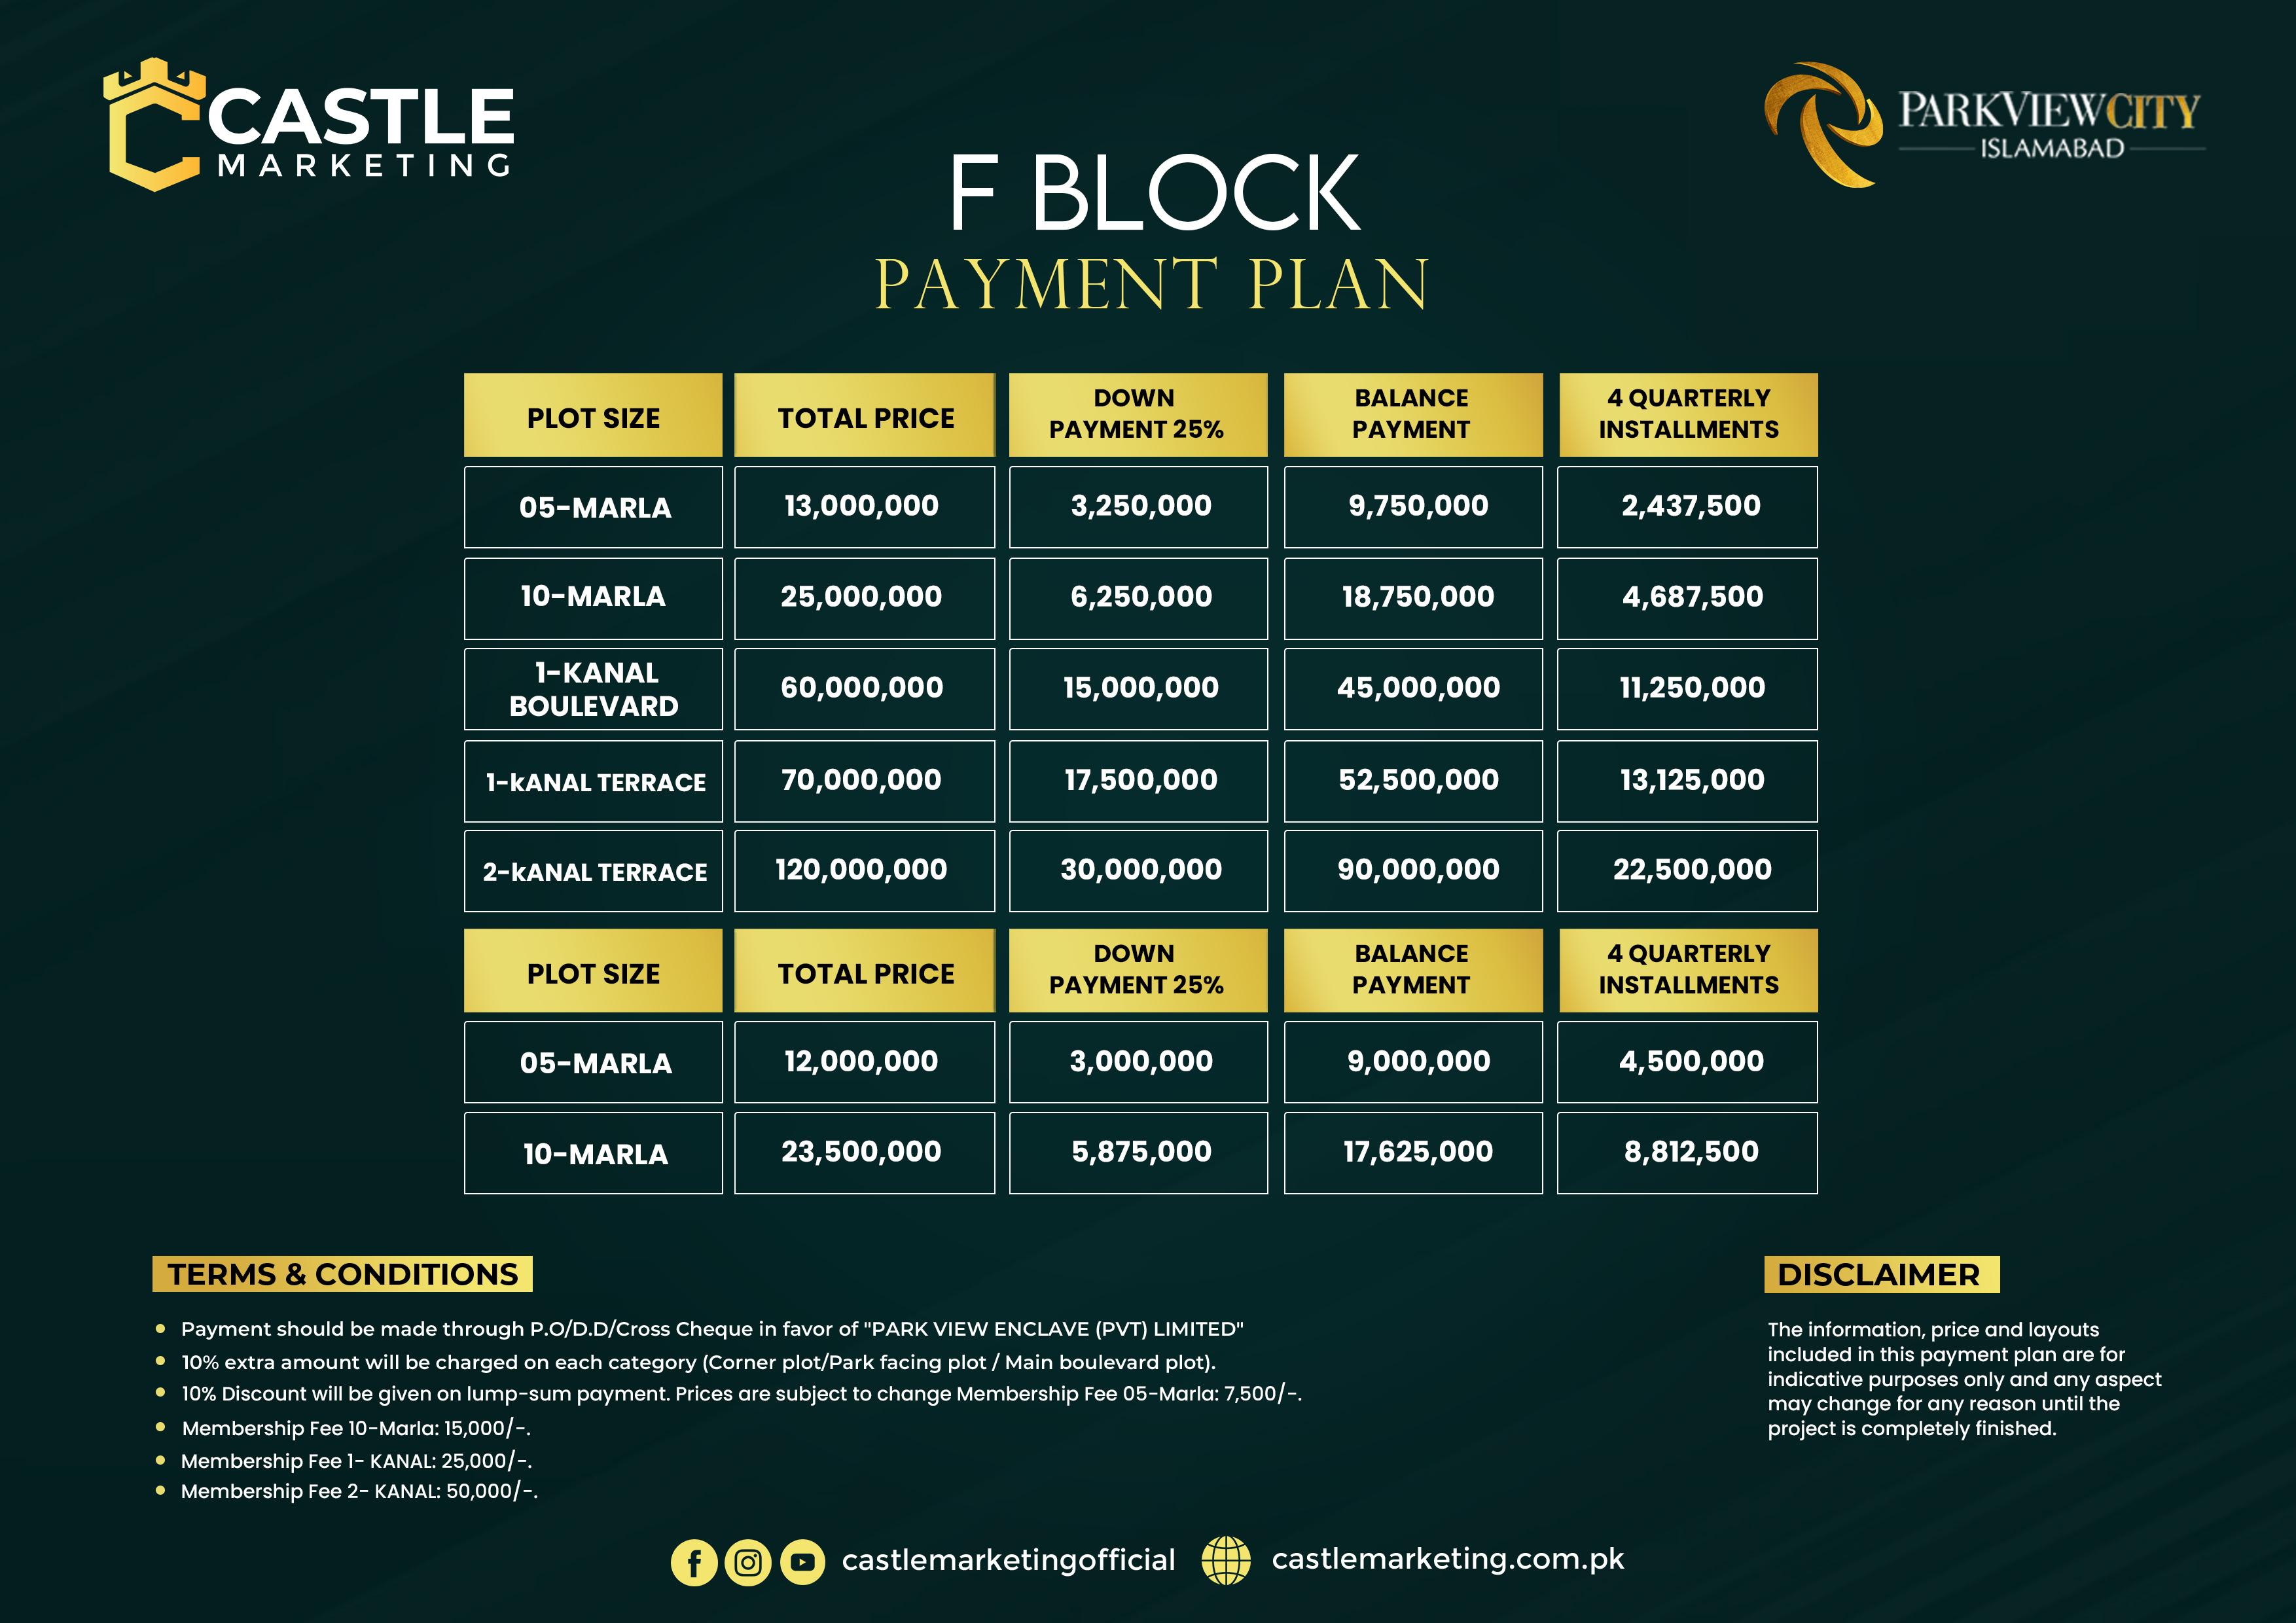 CASTLE
MARKETING
PARKVIEWCITY
ISLAMABAD
F BLOCK
PAYMENT PLAN
PLOT SIZE TOTAL PRICE DOWN PAYMENT 25% BALANCE PAYMENT 4 QUARTERLY INSTALLMENTS
05-MARLA 13,000,000 3,250,000 9,750,000 2,437,500
10-MARLA 25,000,000 6,250,000 18,750,000 4,687,500
1-KANAL BOULEVARD 60,000,000 15,000,000 45,000,000 11,250,000
1-kANAL TERRACE 70,000,000 17,500,000 52,500,000 13,125,000
2-kANAL TERRACE 120,000,000 30,000,000 90,000,000 22,500,000
PLOT SIZE TOTAL PRICE DOWN PAYMENT 25% BALANCE PAYMENT 4 QUARTERLY INSTALLMENTS
05-MARLA 12,000,000 3,000,000 9,000,000 4,500,000
10-MARLA 23,500,000 5,875,000 17,625,000 8,812,500
TERMS & CONDITIONS
Payment should be made through P.O/D.D/Cross Cheque in favor of "PARK VIEW ENCLAVE (PVT) LIMITED"
10% extra amount will be charged on each category (Corner plot/Park facing plot / Main boulevard plot).
10% Discount will be given on lump-sum payment. Prices are subject to change Membership Fee 05-Marla: 7,500/-.
Membership Fee 10-Marla: 15,000/-.
Membership Fee 1- KANAL: 25,000/-.
Membership Fee 2- KANAL: 50,000/-.
DISCLAIMER
The information, price and layouts
included in this payment plan are for
indicative purposes only and any aspect
may change for any reason until the
project is completely finished.
castlemarketingofficial castlemarketing.com.pk